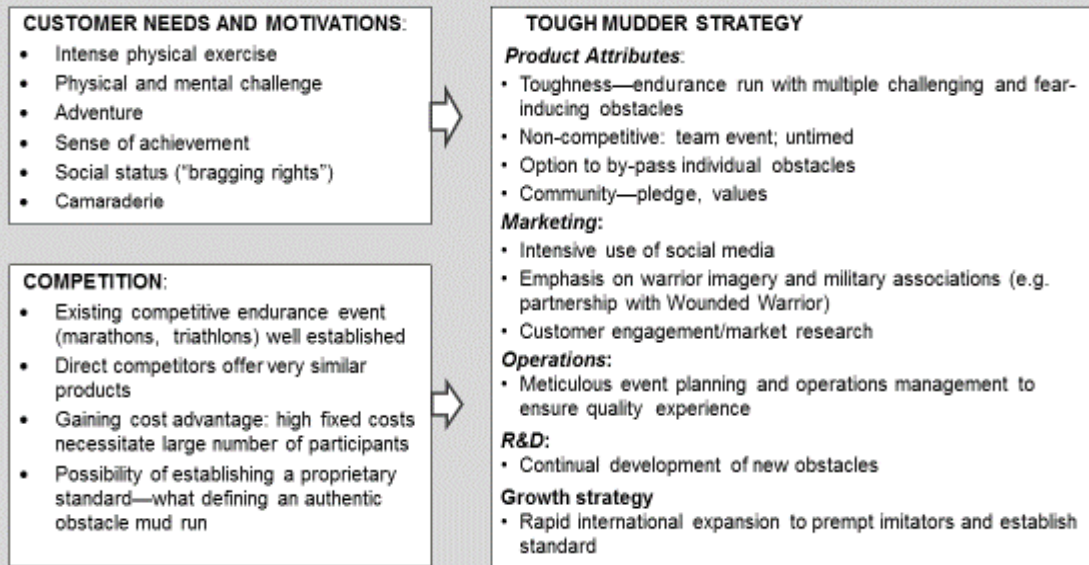 CUSTOMER NEEDS AND MOTIVATIONS:
• Intense physical exercise
• Physical and mental challenge
• Adventure
• Sense of achievement
• Social status (“bragging rights”)
• Camaraderie
COMPETITION:
• Existing competitive endurance event
(marathons, triathlons) well established
• Direct competitors offer very similar
products
• Gaining cost advantage: high fixed costs
necessitate large number of participants
• Possibility of establishing a proprietary
standard—what defining an authentic
obstacle mud run
TOUGH MUDDER STRATEGY
Product Attributes:
• Toughness—endurance run with multiple challenging and fear-
inducing obstacles
• Non-competitive: team event; untimed
• Option to by-pass individual obstacles
• Community—pledge, values
Marketing:
• Intensive use of social media
• Emphasis on warrior imagery and military associations (e.g.
partnership with Wounded Warrior)
• Customer engagement/market research
Operations:
• Meticulous event planning and operations management to
ensure quality experience
R&D:
• Continual development of new obstacles
Growth strategy
• Rapid international expansion to prempt imitators and establish
standard